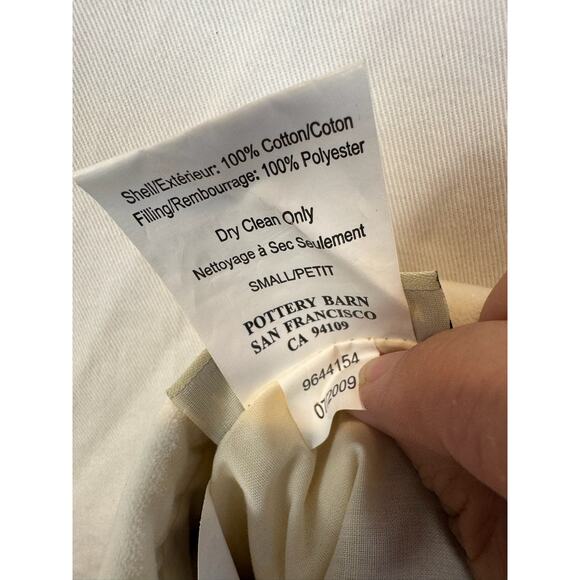 Shell/Extérieur: 100% Cotton/Coton
Filling/Rembourrage: 100% Polyester
Dry Clean Only
Nettoyage à Sec Seulement
SMALL/PETIT
POTTERY BARN
SAN FRANCISCO
CA 94109
9644154
07/2009